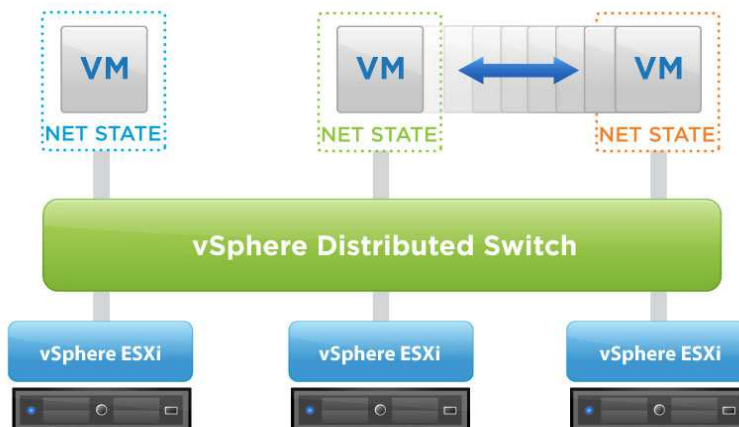 VM VM VM
NET STATE NET STATE NET STATE
vSphere Distributed Switch
vSphere ESXi vSphere ESXi vSphere ESXi